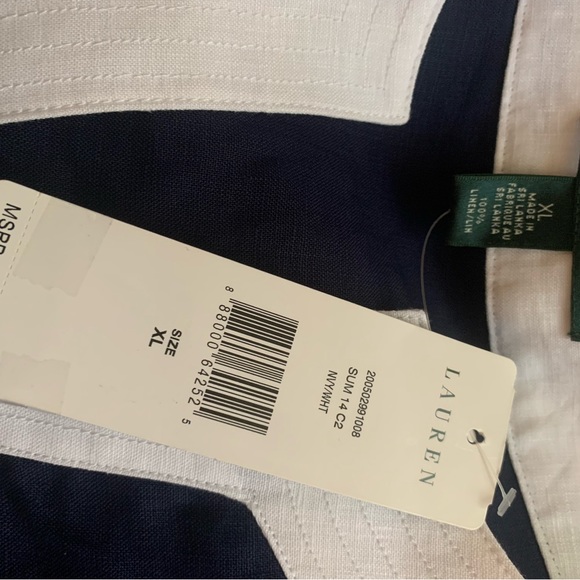 LAUREN
200502991008
SUM 14 C2
NVY/WHT
8 88000 64252 5
SIZE
XL
MSRP
XL
MADE IN
SRI LANKA
FABRIQUE AU
SRI LANKA
100%
LINEN/LIN